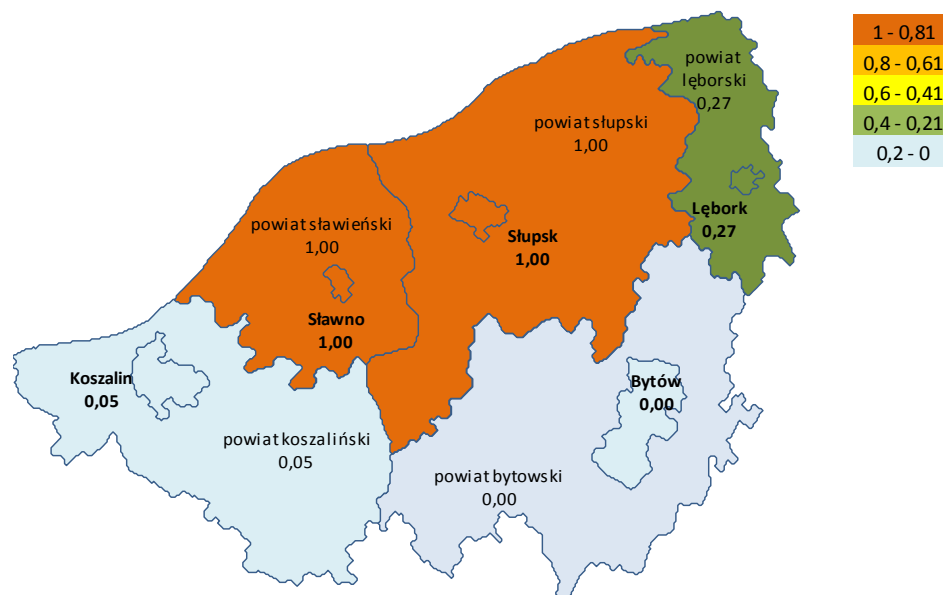 1 - 0,81
0,8 - 0,61
0,6 - 0,41
0,4 - 0,21
0,2 - 0
powiat
lęborski
0,27
powiat słupski
1,00
Lębork
0,27
powiat sławieński
1,00
Słupsk
1,00
Sławno
1,00
Koszalin
0,05
Bytów
0,00
powiat koszaliński
0,05
powiat bytowski
0,00